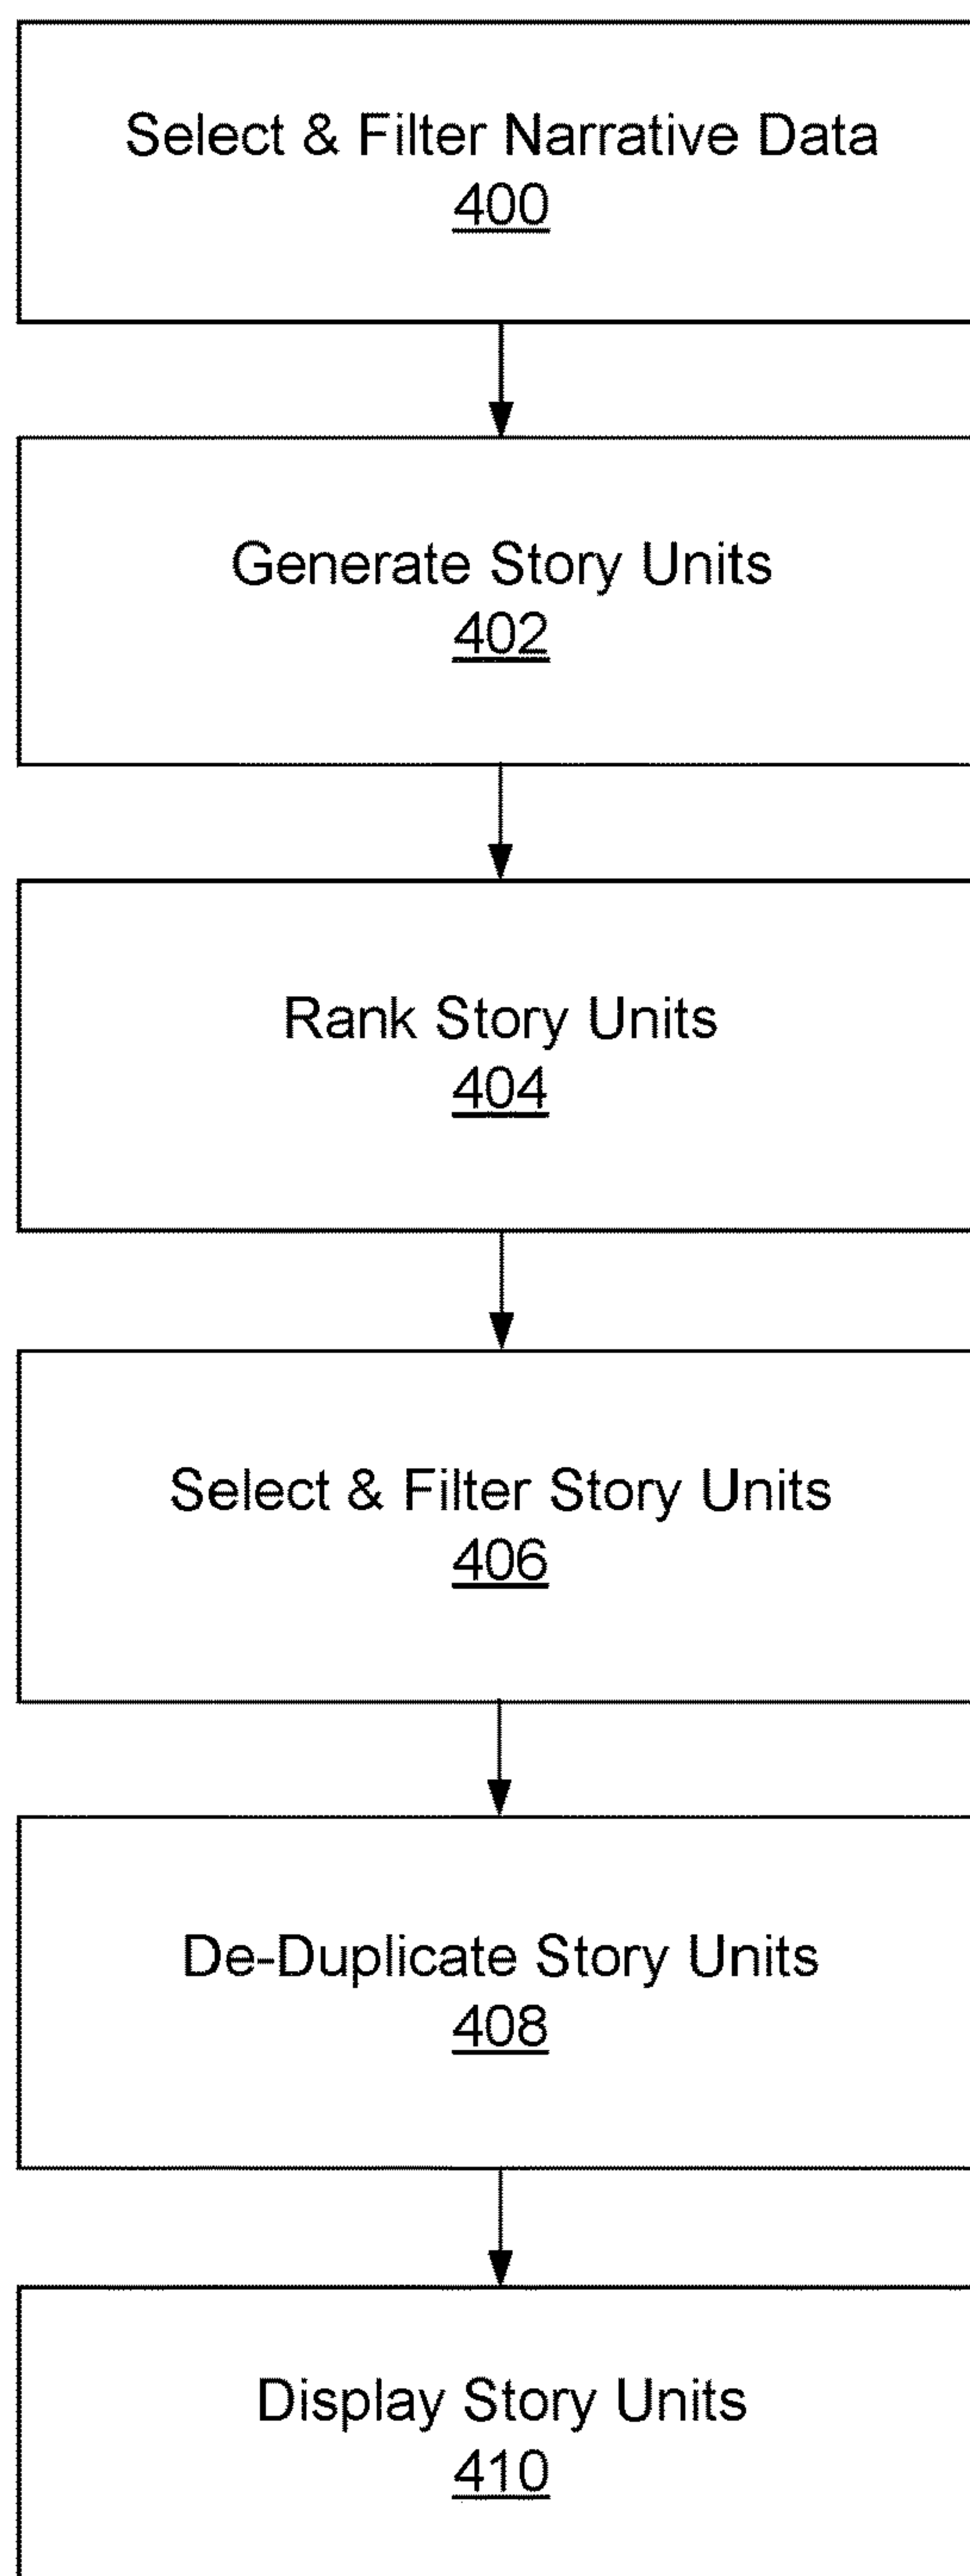 Select & Filter Narrative Data
400
Generate Story Units
402
Rank Story Units
404
Select & Filter Story Units
406
De-Duplicate Story Units
408
Display Story Units
410